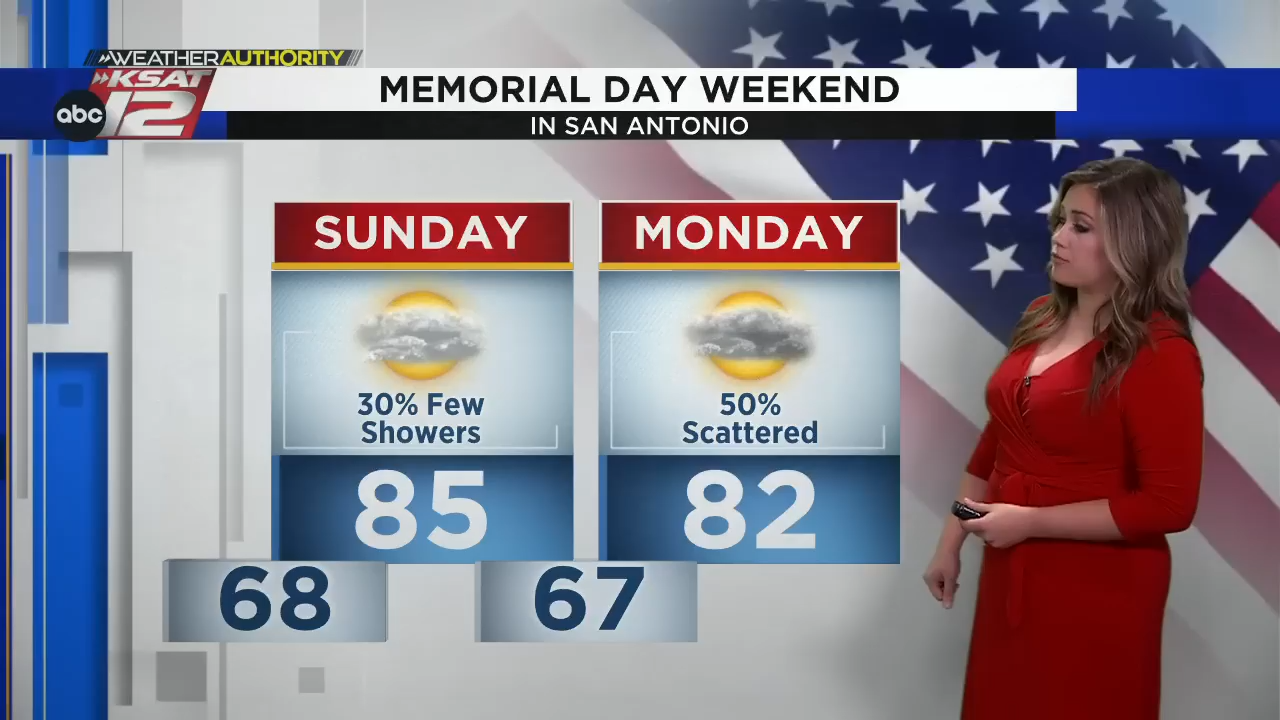 WEATHERAUTHORITY
KSAT
abc
12
MEMORIAL DAY WEEKEND
IN SAN ANTONIO
SUNDAY
MONDAY
30% Few
Showers
50%
Scattered
85
82
68
67